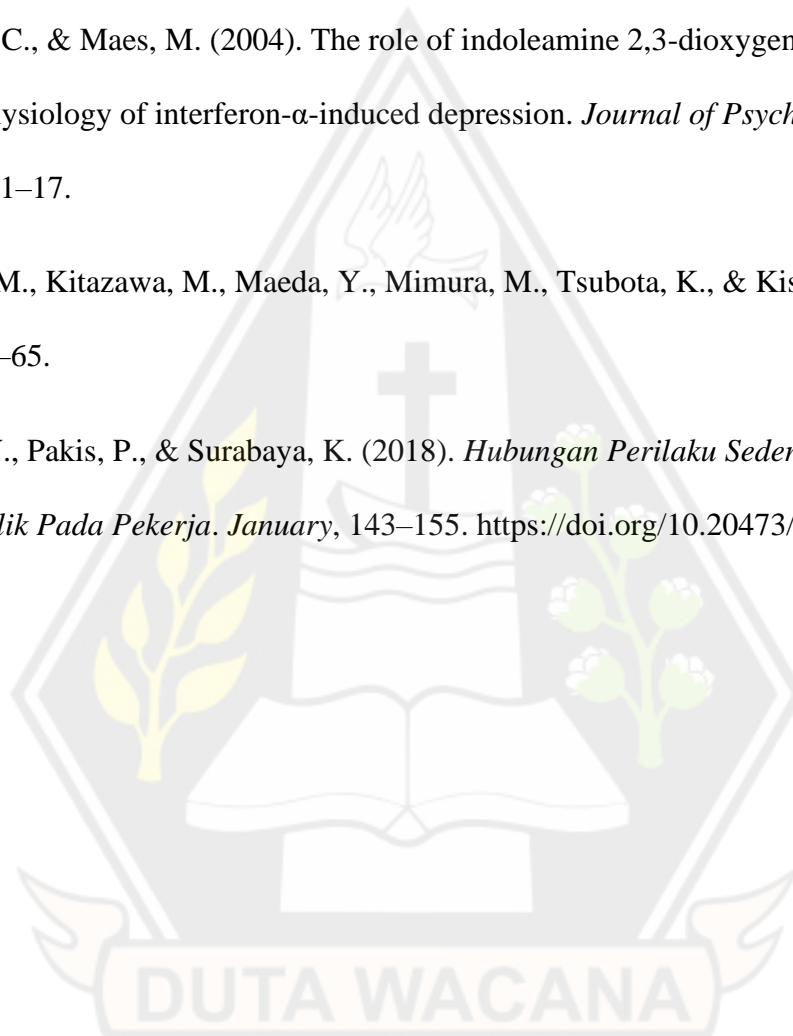 C., & Maes, M. (2004). The role of indoleamine 2,3-dioxygen
ysiology of interferon-α-induced depression. Journal of Psych
1–17.
M., Kitazawa, M., Maeda, Y., Mimura, M., Tsubota, K., & Kis
–65.
., Pakis, P., & Surabaya, K. (2018). Hubungan Perilaku Seder
lik Pada Pekerja. January, 143–155. https://doi.org/10.20473/
DUTA WACANA